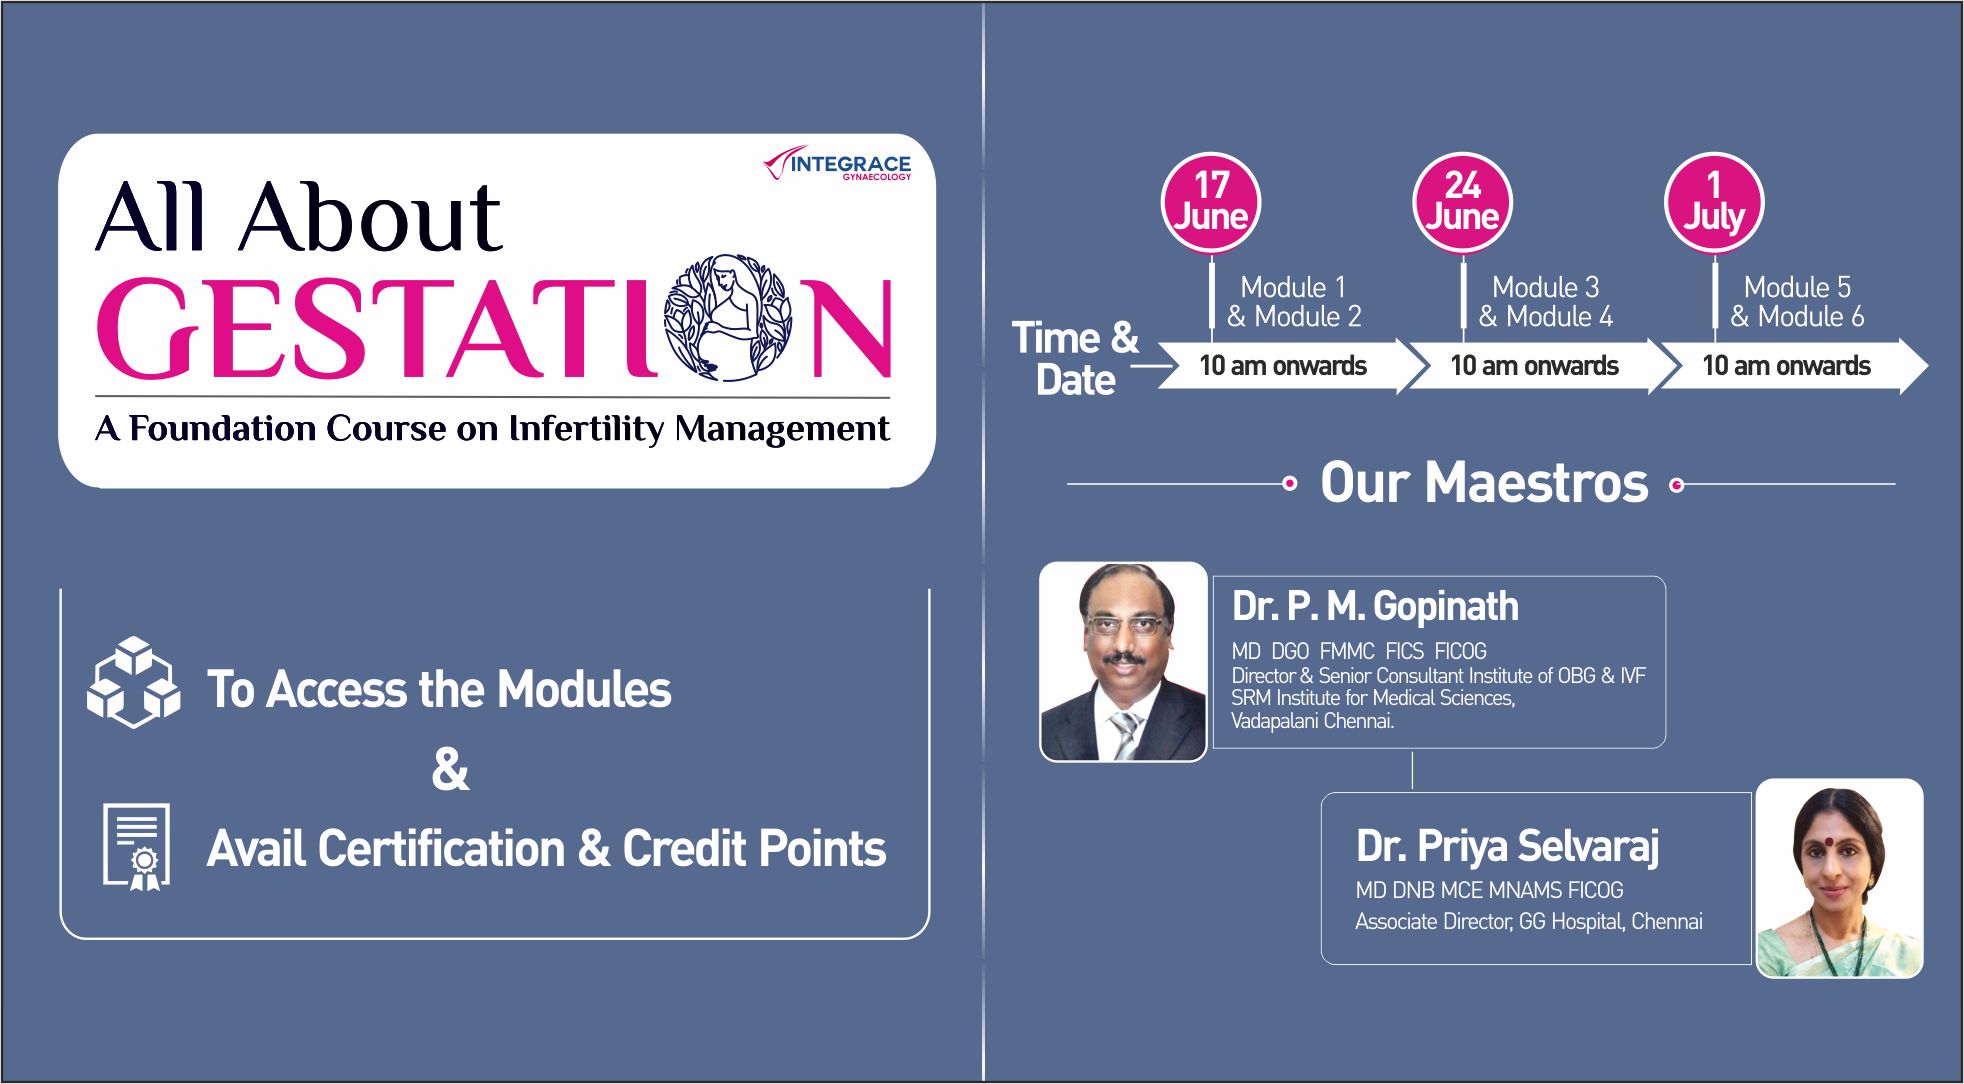 INTEGRACE
GYNAECOLOGY
All About
GESTATION
A Foundation Course on Infertility Management
To Access the Modules
&
Avail Certification & Credit Points
Time &
Date
17
June
Module 1
& Module 2
10 am onwards
24
June
Module 3
& Module 4
10 am onwards
1
July
Module 5
& Module 6
10 am onwards
Our Maestros
Dr. P. M. Gopinath
MD DGO FMMC FICS FICOG
Director & Senior Consultant Institute of OBG & IVF
SRM Institute for Medical Sciences,
Vadapalani Chennai.
Dr. Priya Selvaraj
MD DNB MCE MNAMS FICOG
Associate Director, GG Hospital, Chennai